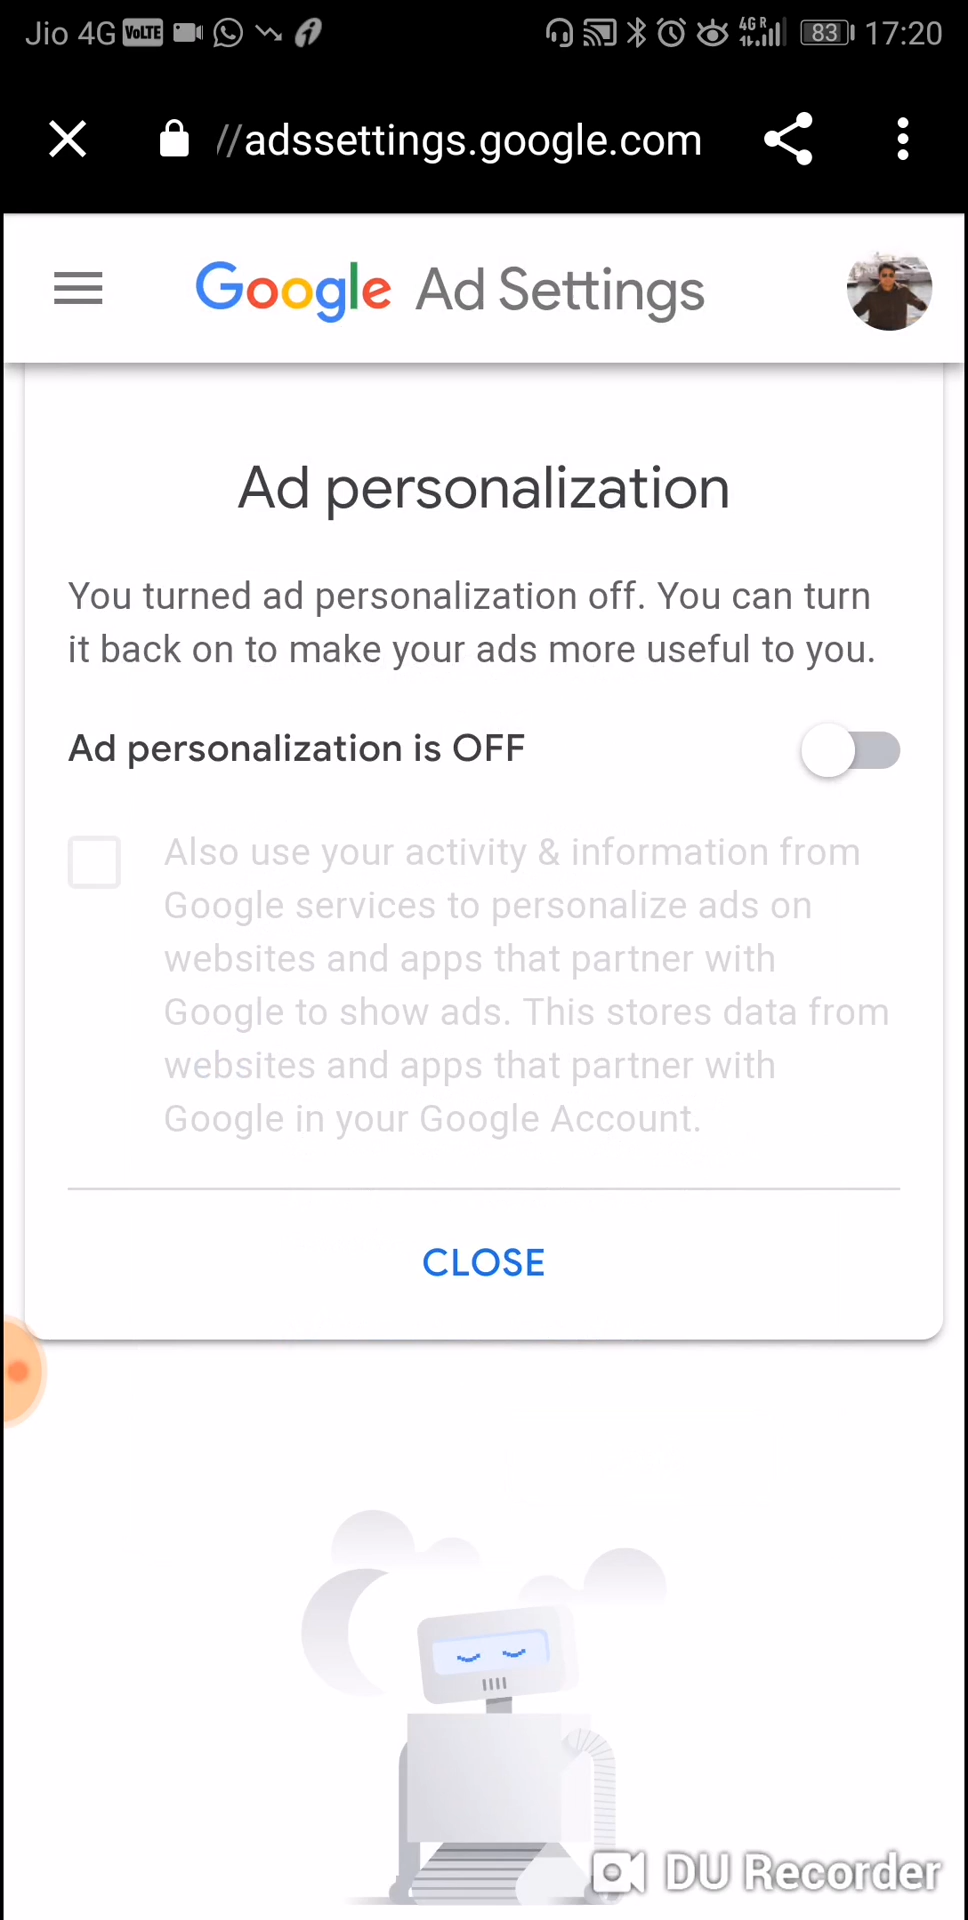 Jio 4G VoLTE 4G R 83 17:20
//adssettings.google.com
Google Ad Settings
Ad personalization
You turned ad personalization off. You can turn
it back on to make your ads more useful to you.
Ad personalization is OFF
Also use your activity & information from
Google services to personalize ads on
websites and apps that partner with
Google to show ads. This stores data from
websites and apps that partner with
Google in your Google Account.
CLOSE
DU Recorder